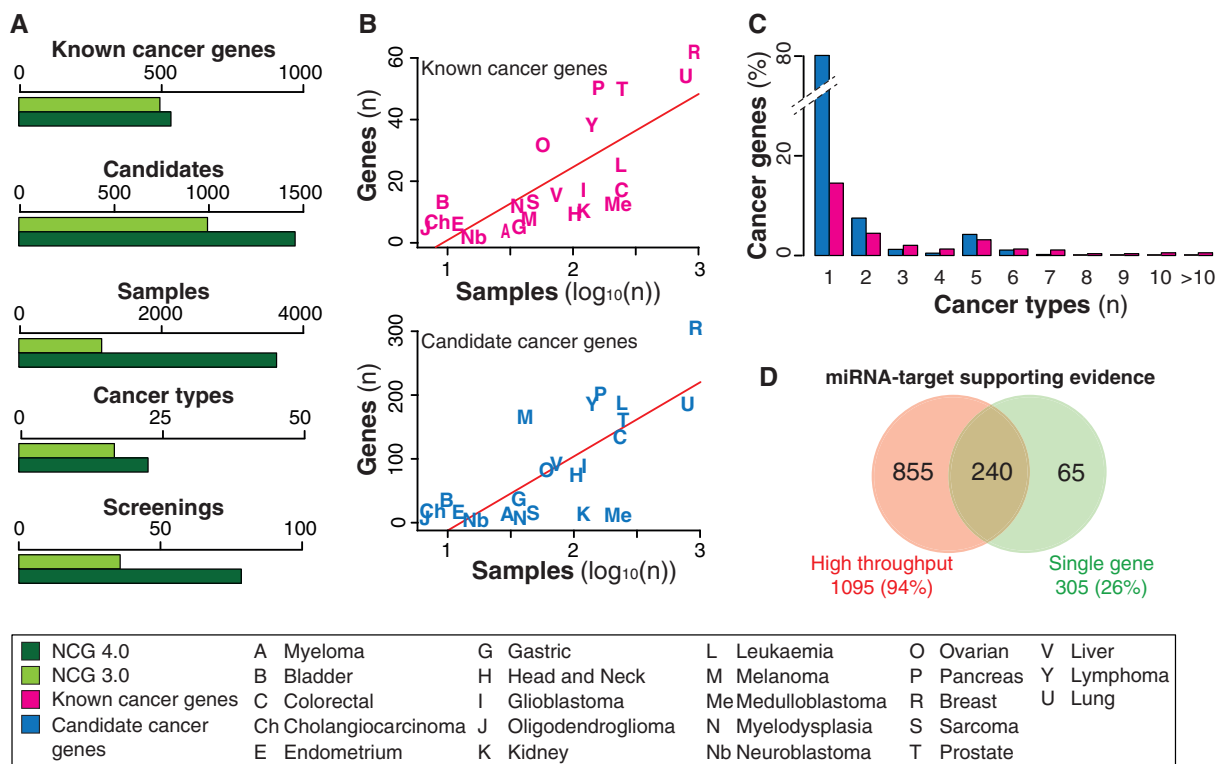 A
Known cancer genes
0 500 1000
Candidates
0 500 1000 1500
Samples
0 2000 4000
Cancer types
0 25 50
Screenings
0 50 100
B
Known cancer genes
Genes (n)
0 20 40 60
R
U
P T
Y
O
L
B V S I C
N H K Me
Ch E M
J Nb A G
1 2 3
Samples (log10(n))
Candidate cancer genes
Genes (n)
0 100 200 300
R
P
Y L U
M T
C
O V I
H
B G
Ch E A S K Me
J Nb N
1 2 3
Samples (log10(n))
C
Cancer genes (%)
0 20 80
1 2 3 4 5 6 7 8 9 10 >10
Cancer types (n)
D
miRNA-target supporting evidence
855 240 65
High throughput
1095 (94%)
Single gene
305 (26%)
NCG 4.0
NCG 3.0
Known cancer genes
Candidate cancer
genes
A Myeloma
B Bladder
C Colorectal
Ch Cholangiocarcinoma
E Endometrium
G Gastric
H Head and Neck
I Glioblastoma
J Oligodendroglioma
K Kidney
L Leukaemia
M Melanoma
Me Medulloblastoma
N Myelodysplasia
Nb Neuroblastoma
O Ovarian
P Pancreas
R Breast
S Sarcoma
T Prostate
V Liver
Y Lymphoma
U Lung